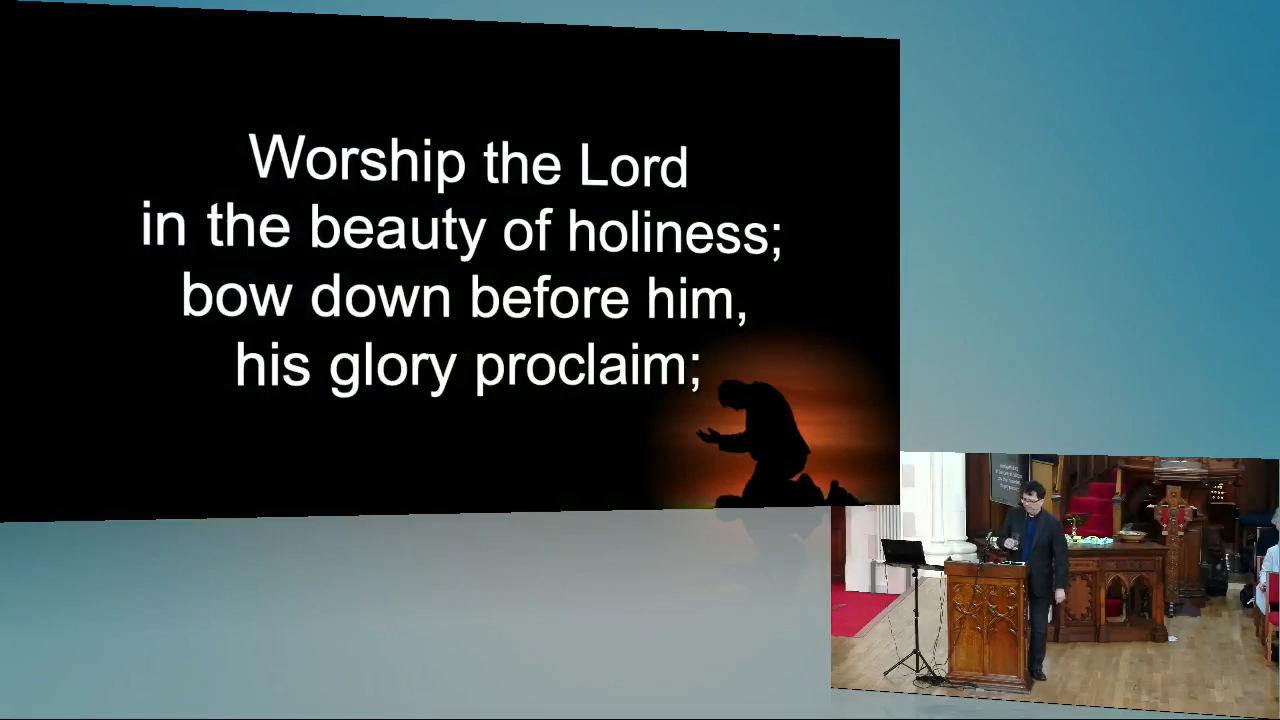 Worship the Lord
in the beauty of holiness;
bow down before him,
his glory proclaim;